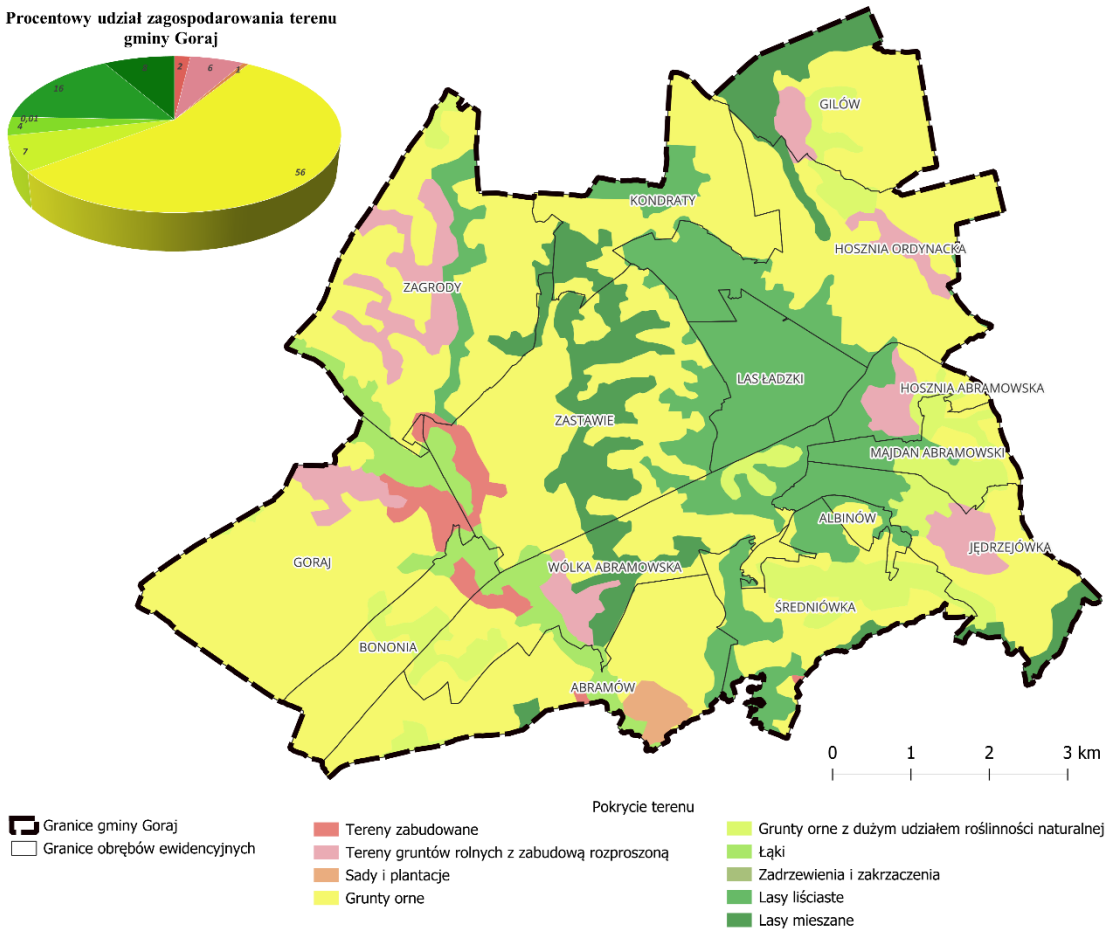 Procentowy udział zagospodarowania terenu
gminy Goraj
2
6
1
16
0,01
4
7
56
GILÓW
KONDRATY
HOSZNIA ORDYNACKA
ZAGRODY
LAS ŁADZKI
HOSZNIA ABRAMOWSKA
ZASTAWIE
MAJDAN ABRAMOWSKI
ALBINÓW
JĘDRZEJÓWKA
GORAJ
WÓLKA ABRAMOWSKA
ŚREDNIÓWKA
BONONIA
ABRAMÓW
0 1 2 3 km
Pokrycie terenu
Granice gminy Goraj
Granice obrębów ewidencyjnych
Tereny zabudowane
Tereny gruntów rolnych z zabudową rozproszoną
Sady i plantacje
Grunty orne
Grunty orne z dużym udziałem roślinności naturalnej
Łąki
Zadrzewienia i zakrzaczenia
Lasy liściaste
Lasy mieszane